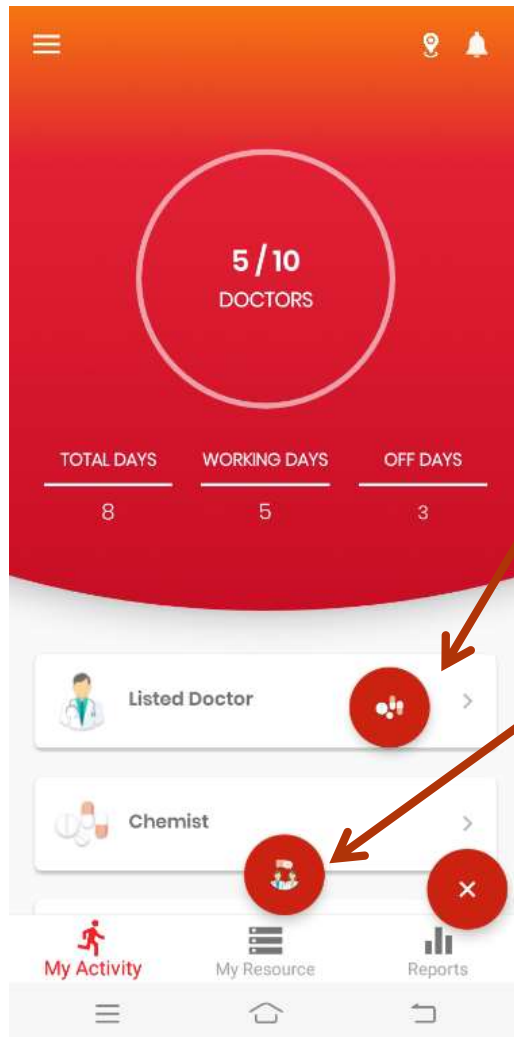 5/10
DOCTORS
TOTAL DAYS WORKING DAYS OFF DAYS
8 5 3
Listed Doctor
Chemist
My Activity My Resource Reports